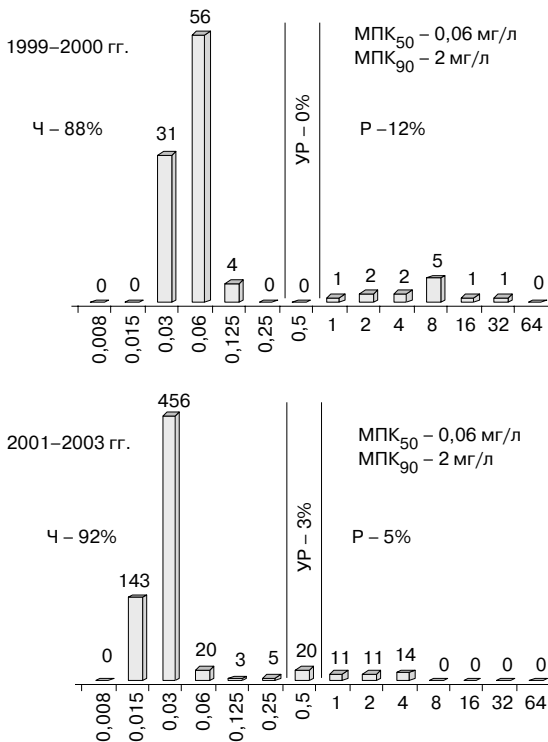 1999–2000 гг.
МПК50 – 0,06 мг/л
МПК90 – 2 мг/л
Ч – 88%
УР – 0%
Р –12%
0 0 31 56 4 0 0 1 2 2 5 1 1 0
0,008 0,015 0,03 0,06 0,125 0,25 0,5 1 2 4 8 16 32 64
2001–2003 гг.
МПК50 – 0,06 мг/л
МПК90 – 2 мг/л
Ч – 92%
УР – 3%
Р – 5%
0 143 456 20 3 5 20 11 11 14 0 0 0 0
0,008 0,015 0,03 0,06 0,125 0,25 0,5 1 2 4 8 16 32 64